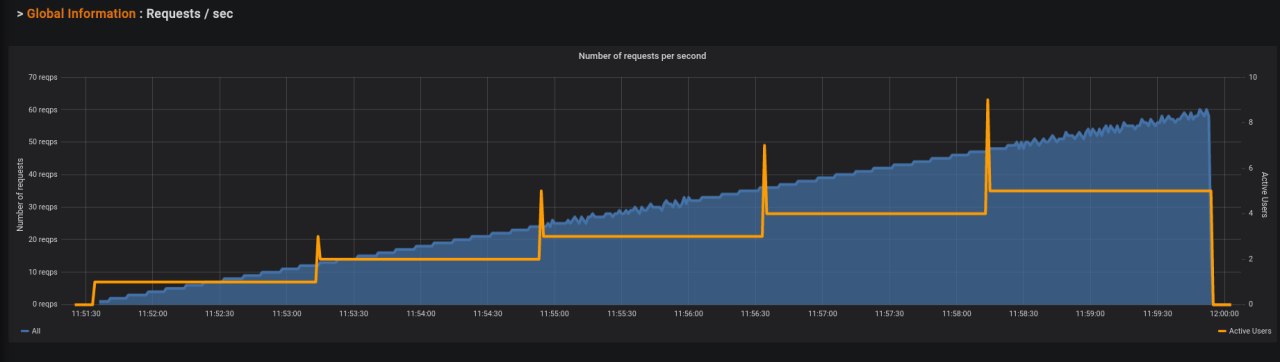 > Global Information : Requests / sec
Number of requests per second
70 reqps
60 reqps
50 reqps
40 reqps
30 reqps
20 reqps
10 reqps
0 reqps
Number of requests
10
8
6
4
2
0
Active Users
11:51:30 11:52:00 11:52:30 11:53:00 11:53:30 11:54:00 11:54:30 11:55:00 11:55:30 11:56:00 11:56:30 11:57:00 11:57:30 11:58:00 11:58:30 11:59:00 11:59:30 12:00:00
All
Active Users